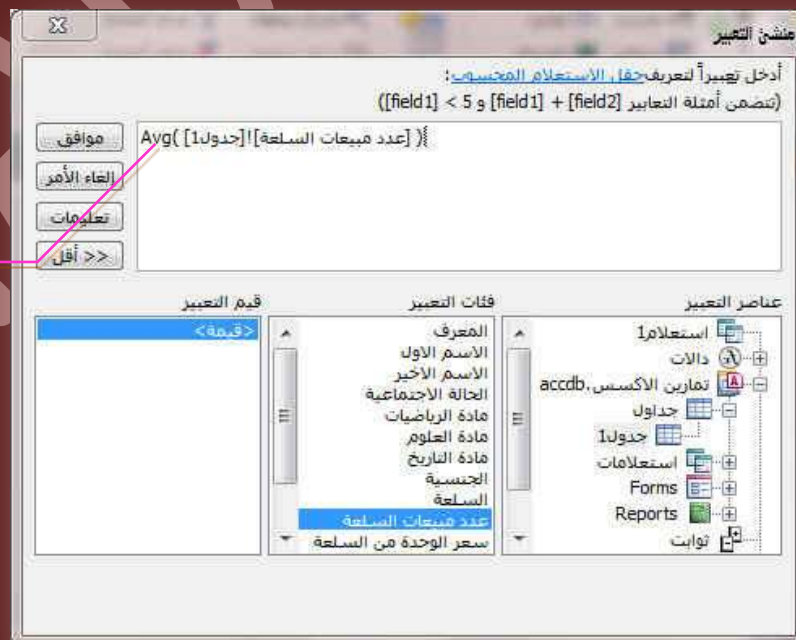 منشئ التعبير
أدخل تعبيراً لتعريف حقل الاستعلام المحسوب:
(تتضمن أمثلة التعابير [field1] + [field2] و [field1] < 5)
Avg( [جدول1]![عدد مبيعات السلعة] )
موافق
إلغاء الأمر
تعليمات
<< أقل
عناصر التعبير
استعلام1
دالات
تمارين الاكسس.accdb
جداول
جدول1
استعلامات
Forms
Reports
ثوابت
فئات التعبير
المعرف
الاسم الاول
الاسم الاخير
الحالة الاجتماعية
مادة الرياضيات
مادة العلوم
مادة التاريخ
الجنسية
السلعة
عدد مبيعات السلعة
سعر الوحدة من السلعة
قيم التعبير
<قيمة>